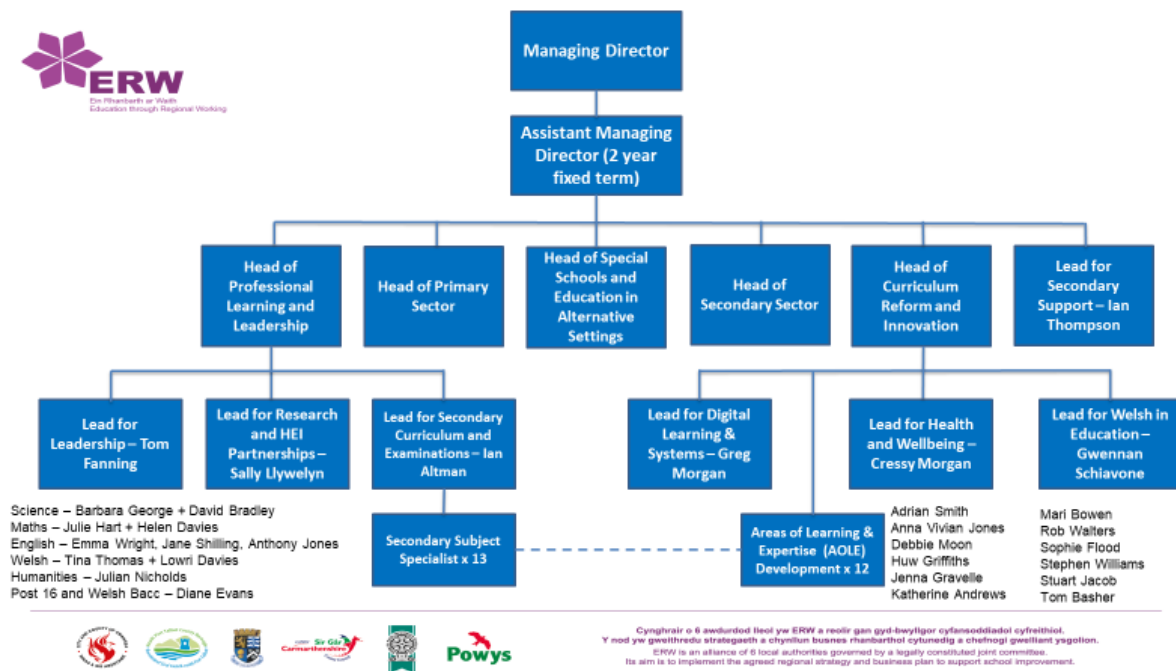 ERW
Ein Rhanbarth ar Waith
Education through Regional Working
Managing Director
Assistant Managing
Director (2 year
fixed term)
Head of
Professional
Learning and
Leadership
Head of Primary
Sector
Head of Special
Schools and
Education in
Alternative
Settings
Head of
Secondary Sector
Head of
Curriculum
Reform and
Innovation
Lead for
Secondary
Support – Ian
Thompson
Lead for
Leadership – Tom
Fanning
Lead for Research
and HEI
Partnerships –
Sally Llywelyn
Lead for Secondary
Curriculum and
Examinations – Ian
Altman
Lead for Digital
Learning &
Systems – Greg
Morgan
Lead for Health
and Wellbeing –
Cressy Morgan
Lead for Welsh in
Education –
Gwennan
Schiavone
Science – Barbara George + David Bradley
Maths – Julie Hart + Helen Davies
English – Emma Wright, Jane Shilling, Anthony Jones
Welsh – Tina Thomas + Lowri Davies
Humanities – Julian Nicholds
Post 16 and Welsh Bacc – Diane Evans
Secondary Subject
Specialist x 13
Areas of Learning &
Expertise (AOLE)
Development x 12
Adrian Smith
Anna Vivian Jones
Debbie Moon
Huw Griffiths
Jenna Gravelle
Katherine Andrews
Mari Bowen
Rob Walters
Sophie Flood
Stephen Williams
Stuart Jacob
Tom Basher
Sir Gâr
Carmarthenshire
Powys
Cynghrair o 6 awdurdod lleol yw ERW a reolir gan gyd-bwyllgor cyfansoddiadol cyfreithiol.
Y nod yw gweithredu strategaeth a chynllun busnes rhanbarthol cytunedig a chefnogi gwelliant ysgolion.
ERW is an alliance of 6 local authorities governed by a legally constituted joint committee.
Its aim is to implement the agreed regional strategy and business plan to support school improvement.